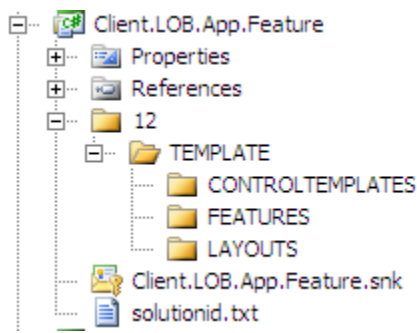 Client.LOB.App.Feature
Properties
References
12
TEMPLATE
CONTROLTEMPLATES
FEATURES
LAYOUTS
Client.LOB.App.Feature.snk
solutionid.txt